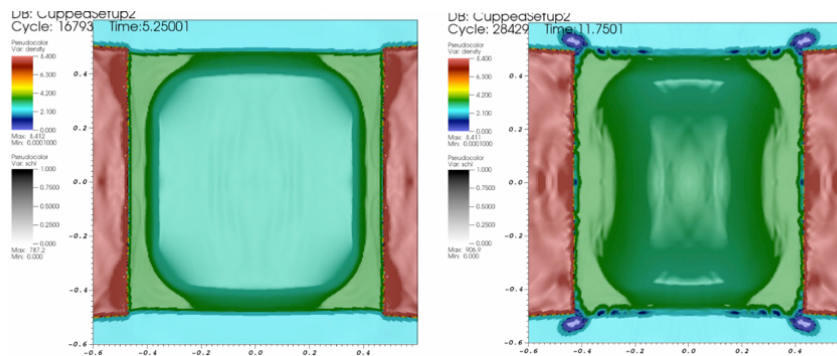 DB: CuppedSetup2
Cycle: 16793 Time:5.25001
Pseudocolor
Var: density
8.400
6.300
4.200
2.100
0.000
Max: 8.412
Min: 0.0001000
Pseudocolor
Var: schl
1.000
0.7500
0.5000
0.2500
0.000
Max: 787.2
Min: 0.000
0.4
0.2
0.0
-0.2
-0.4
-0.6
-0.6 -0.4 -0.2 0.0 0.2 0.4
DB: CuppedSetup2
Cycle: 28429 Time:11.7501
Pseudocolor
Var: density
8.400
6.300
4.200
2.100
0.000
Max: 8.411
Min: 0.0001000
Pseudocolor
Var: schl
1.000
0.7500
0.5000
0.2500
0.000
Max: 906.9
Min: 0.000
0.4
0.2
0.0
-0.2
-0.4
-0.6
-0.6 -0.4 -0.2 0.0 0.2 0.4